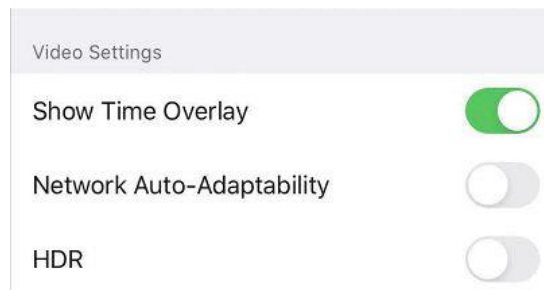 Video Settings
Show Time Overlay
Network Auto-Adaptability
HDR